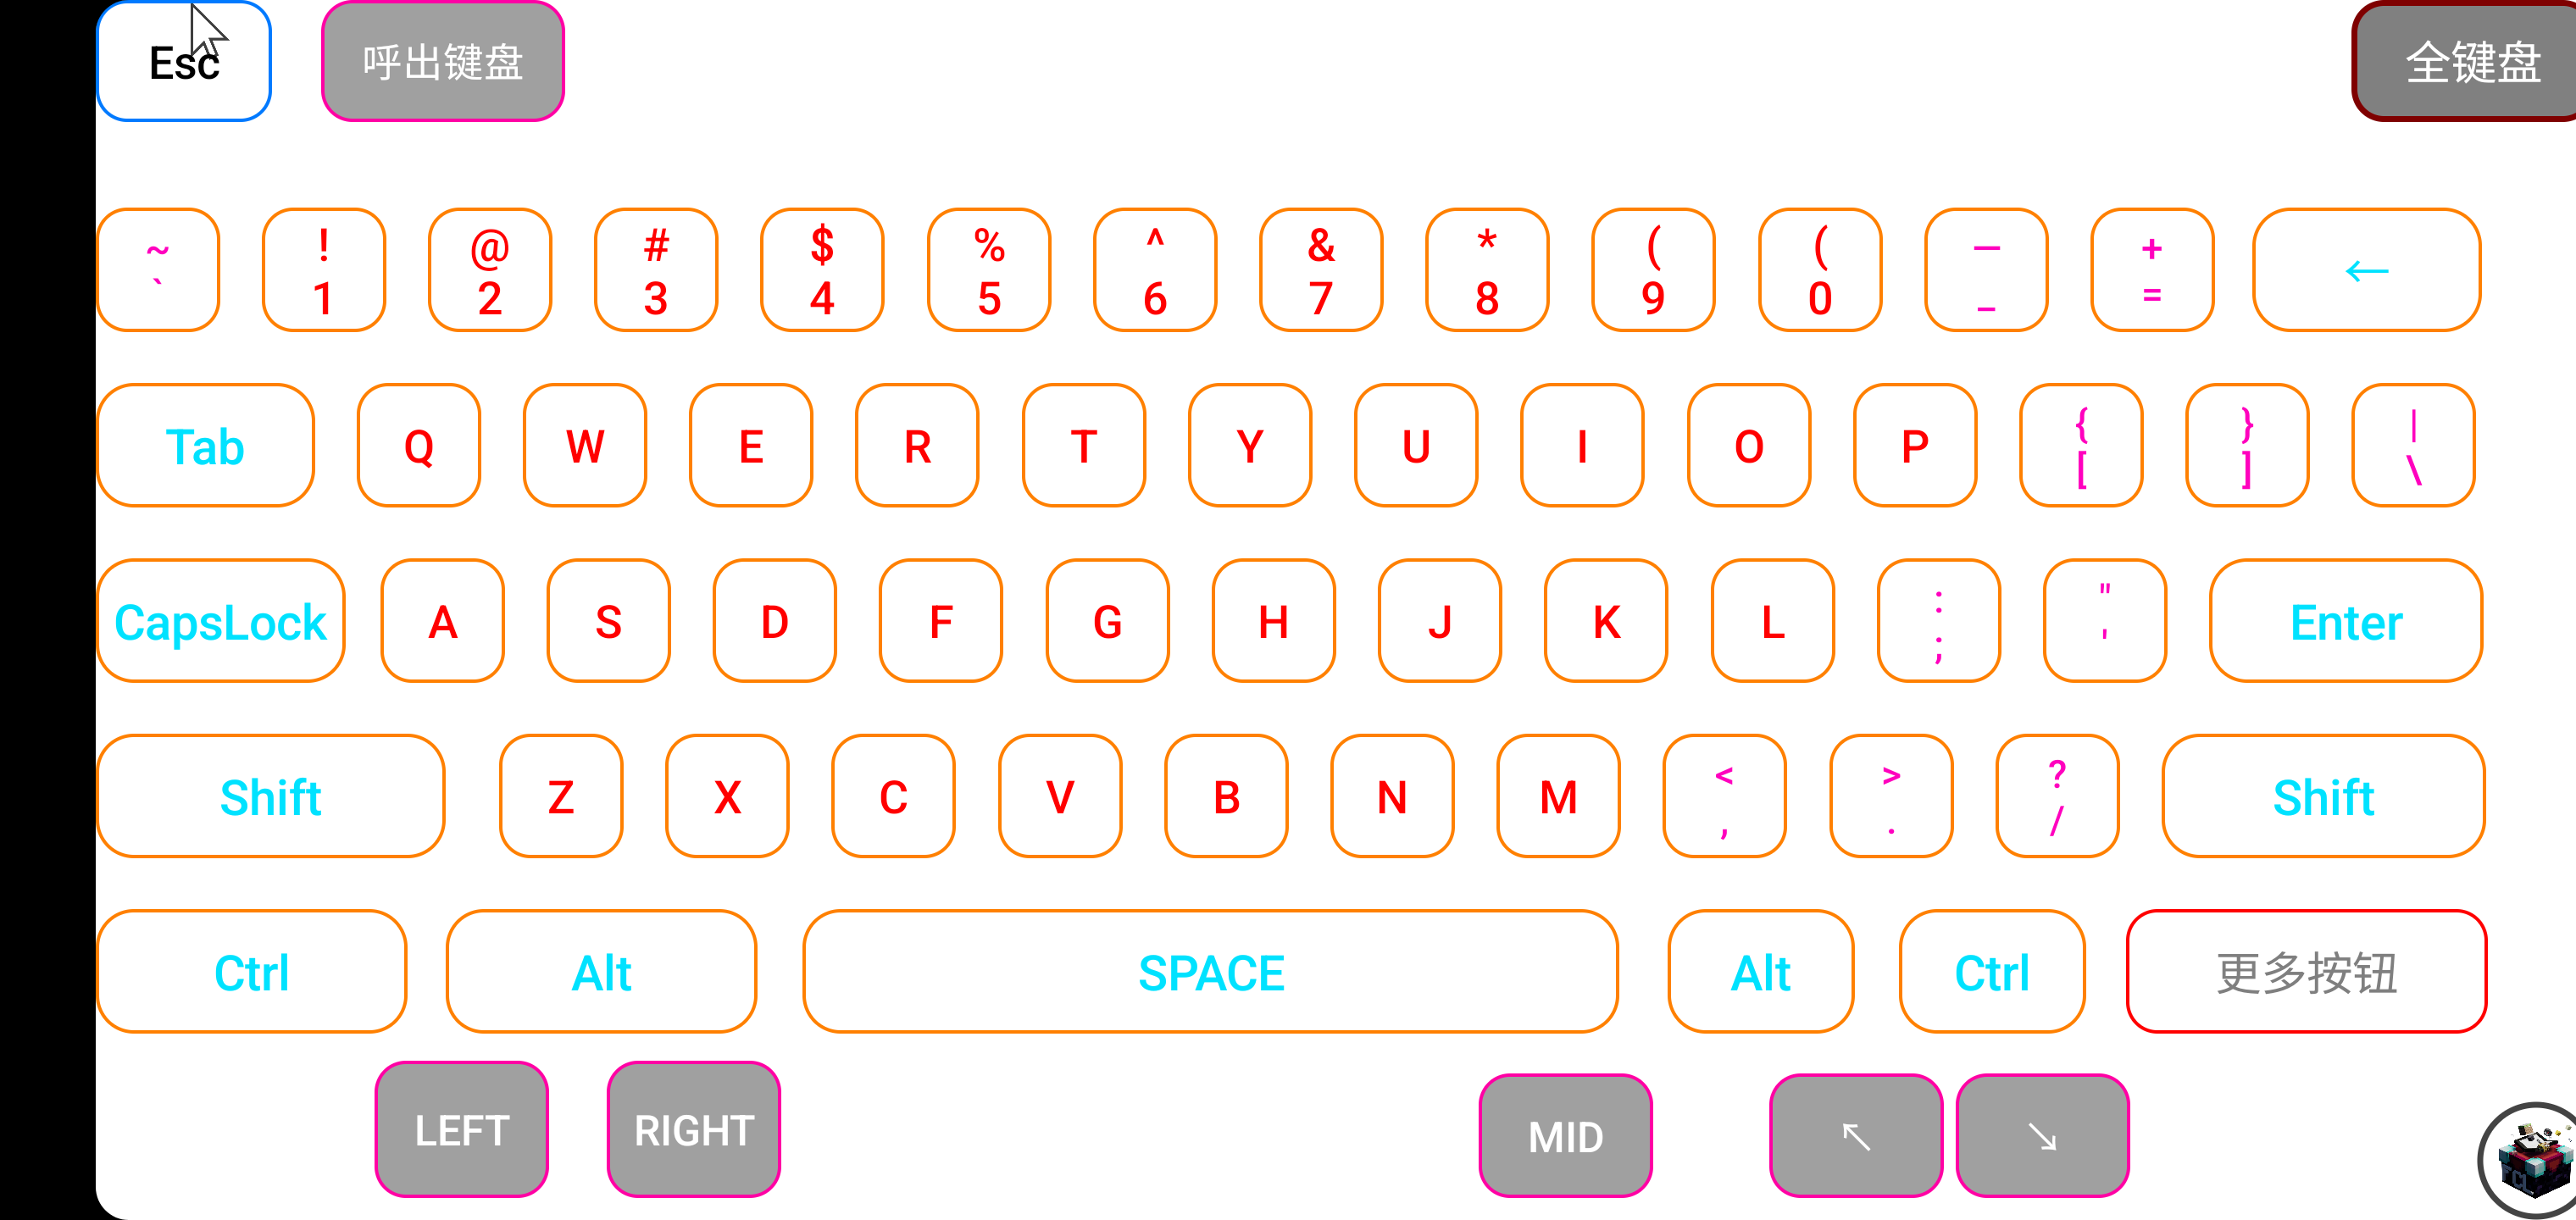 Esc
呼出键盘
全键盘
~
`
!
1
@
2
#
3
$
4
%
5
^
6
&
7
*
8
(
9
(
0
—
_
+
=
←
Tab
Q
W
E
R
T
Y
U
I
O
P
{
[
}
]
|
\
CapsLock
A
S
D
F
G
H
J
K
L
:
;
"
'
Enter
Shift
Z
X
C
V
B
N
M
<
,
>
.
?
/
Shift
Ctrl
Alt
SPACE
Alt
Ctrl
更多按钮
LEFT
RIGHT
MID
↖
↘